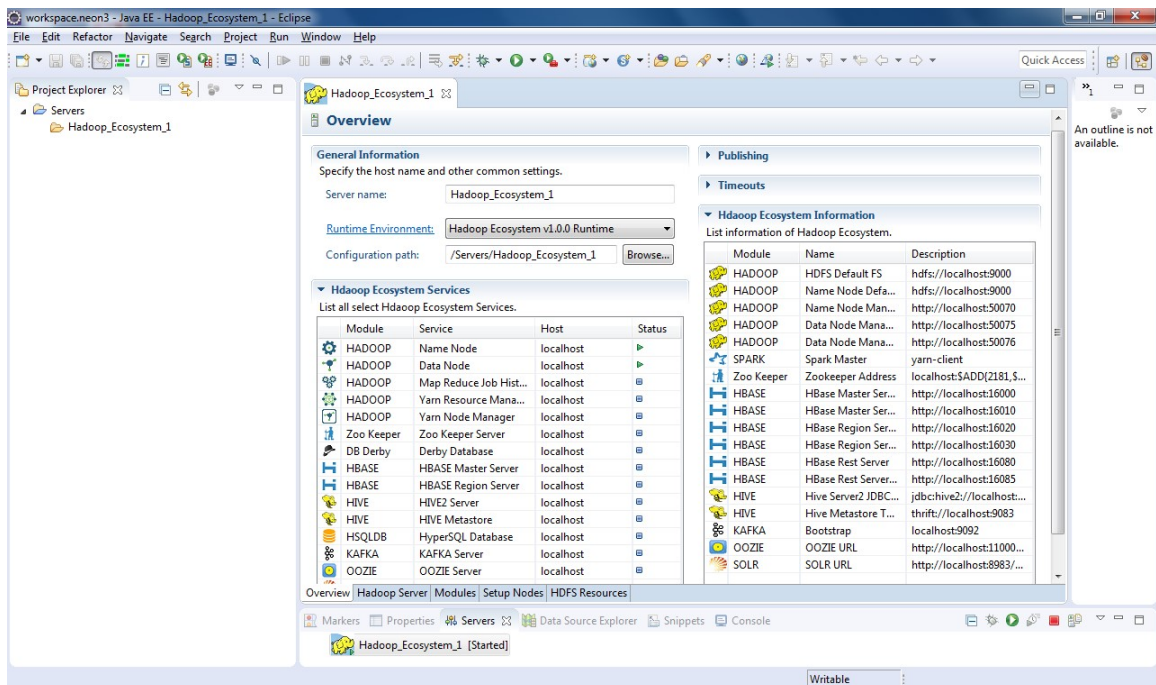 workspace.neon3 - Java EE - Hadoop_Ecosystem_1 - Eclipse
File Edit Refactor Navigate Search Project Run Window Help
Quick Access
Project Explorer
Servers
Hadoop_Ecosystem_1
Hadoop_Ecosystem_1
Overview
General Information
Specify the host name and other common settings.
Server name: Hadoop_Ecosystem_1
Runtime Environment: Hadoop Ecosystem v1.0.0 Runtime
Configuration path: /Servers/Hadoop_Ecosystem_1 Browse...
Hdaoop Ecosystem Services
List all select Hdaoop Ecosystem Services.
Module Service Host Status
HADOOP Name Node localhost
HADOOP Data Node localhost
HADOOP Map Reduce Job Hist... localhost
HADOOP Yarn Resource Mana... localhost
HADOOP Yarn Node Manager localhost
Zoo Keeper Zoo Keeper Server localhost
DB Derby Derby Database localhost
HBASE HBASE Master Server localhost
HBASE HBASE Region Server localhost
HIVE HIVE2 Server localhost
HIVE HIVE Metastore localhost
HSQLDB HyperSQL Database localhost
KAFKA KAFKA Server localhost
OOZIE OOZIE Server localhost
Publishing
Timeouts
Hdaoop Ecosystem Information
List information of Hadoop Ecosystem.
Module Name Description
HADOOP HDFS Default FS hdfs://localhost:9000
HADOOP Name Node Defa... hdfs://localhost:9000
HADOOP Name Node Man... http://localhost:50070
HADOOP Data Node Mana... http://localhost:50075
HADOOP Data Node Mana... http://localhost:50076
SPARK Spark Master yarn-client
Zoo Keeper Zookeeper Address localhost:$ADD(2181,$...
HBASE HBase Master Ser... http://localhost:16000
HBASE HBase Master Ser... http://localhost:16010
HBASE HBase Region Ser... http://localhost:16020
HBASE HBase Region Ser... http://localhost:16030
HBASE HBase Rest Server http://localhost:16080
HBASE HBase Rest Server... http://localhost:16085
HIVE Hive Server2 JDBC... jdbc:hive2://localhost:...
HIVE Hive Metastore T... thrift://localhost:9083
KAFKA Bootstrap localhost:9092
OOZIE OOZIE URL http://localhost:11000...
SOLR SOLR URL http://localhost:8983/...
Overview Hadoop Server Modules Setup Nodes HDFS Resources
»1
An outline is not
available.
Markers Properties Servers Data Source Explorer Snippets Console
Hadoop_Ecosystem_1 [Started]
Writable